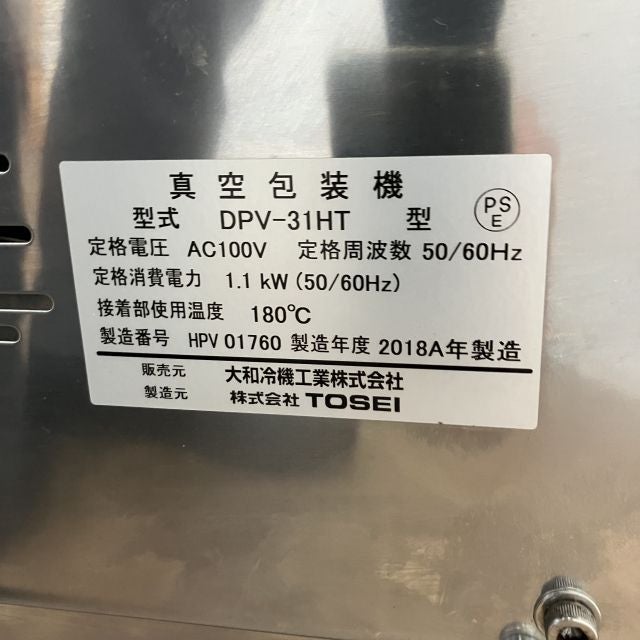 真空包装機
型式 DPV-31HT 型
PS
E
定格電圧 AC100V 定格周波数 50/60Hz
定格消費電力 1.1 kW (50/60Hz)
接着部使用温度 180℃
製造番号 HPV 01760 製造年度 2018A年製造
販売元 大和冷機工業株式会社
製造元 株式会社 TOSEI